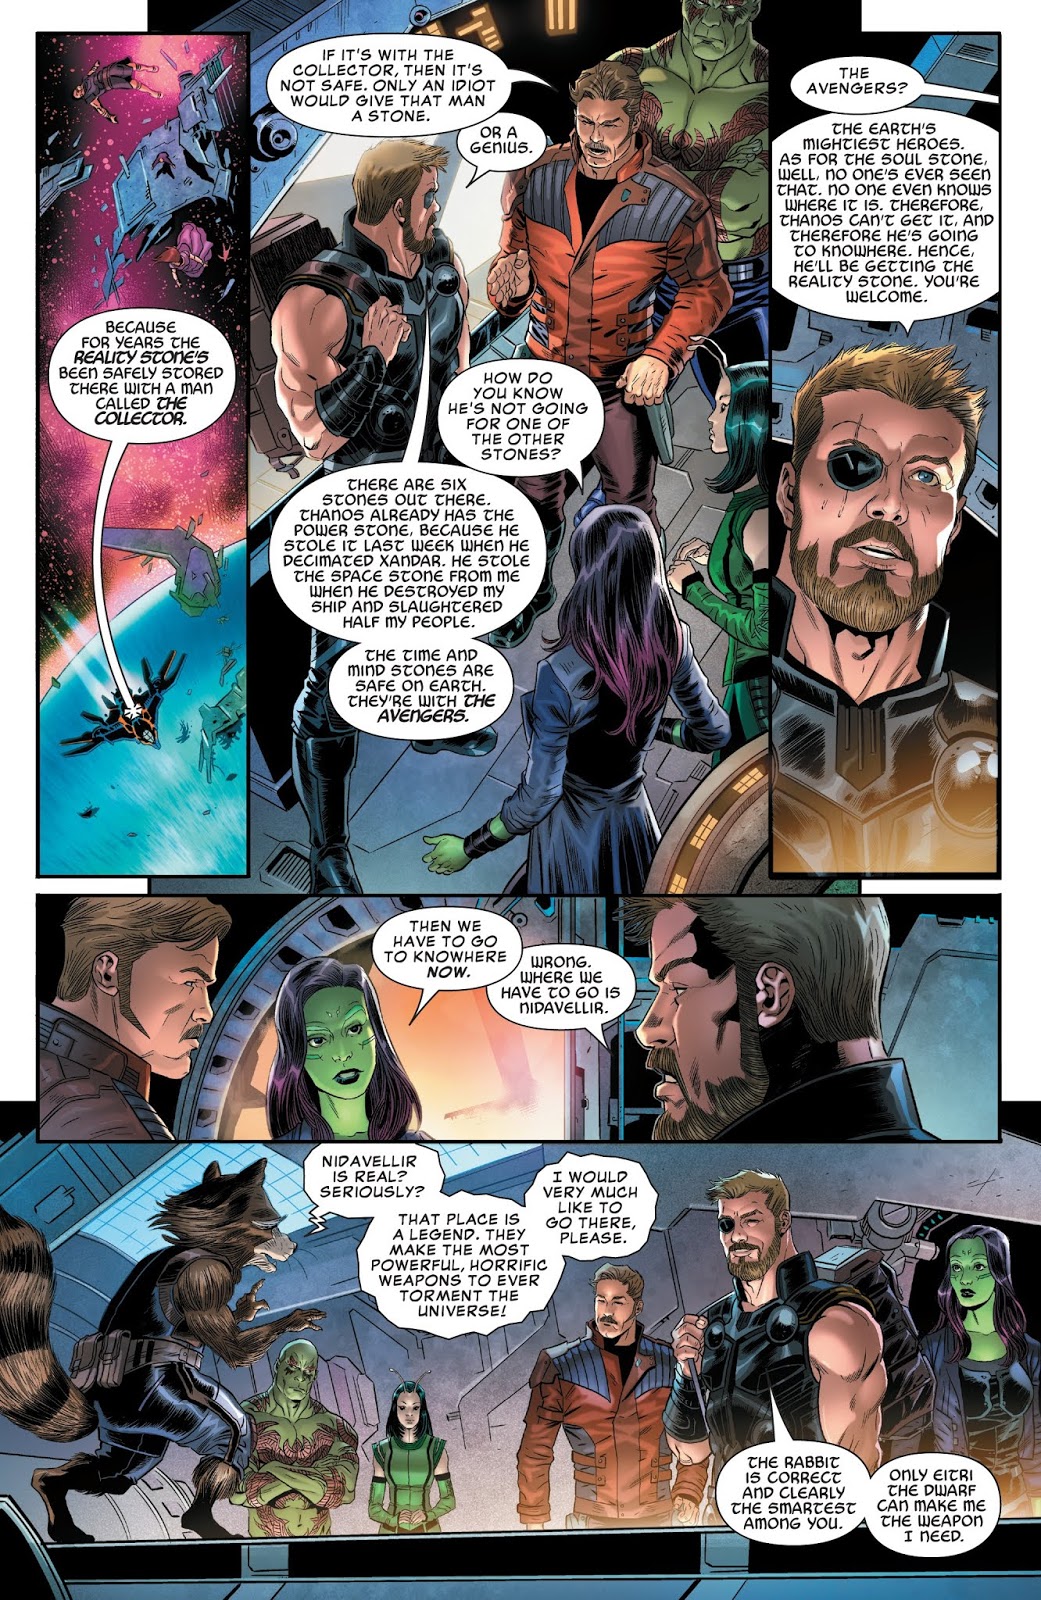 BECAUSE
FOR YEARS THE
REALITY STONE'S
BEEN SAFELY STORED
THERE WITH A MAN
CALLED THE
COLLECTOR.
IF IT'S WITH THE
COLLECTOR, THEN IT'S
NOT SAFE. ONLY AN IDIOT
WOULD GIVE THAT MAN
A STONE.
OR A
GENIUS.
HOW DO
YOU KNOW
HE'S NOT GOING
FOR ONE OF
THE OTHER
STONES?
THERE ARE SIX
STONES OUT THERE.
THANOS ALREADY HAS THE
POWER STONE, BECAUSE HE
STOLE IT LAST WEEK WHEN HE
DECIMATED XANDAR. HE STOLE
THE SPACE STONE FROM ME
WHEN HE DESTROYED MY
SHIP AND SLAUGHTERED
HALF MY PEOPLE.
THE TIME AND
MIND STONES ARE
SAFE ON EARTH.
THEY'RE WITH THE
AVENGERS.
THE
AVENGERS?
THE EARTH'S
MIGHTIEST HEROES.
AS FOR THE SOUL STONE,
WELL, NO ONE'S EVER SEEN
THAT. NO ONE EVEN KNOWS
WHERE IT IS. THEREFORE,
THANOS CAN'T GET IT, AND
THEREFORE HE'S GOING
TO KNOWHERE. HENCE,
HE'LL BE GETTING THE
REALITY STONE. YOU'RE
WELCOME.
THEN WE
HAVE TO GO
TO KNOWHERE
NOW.
WRONG.
WHERE WE
HAVE TO GO IS
NIDAVELLIR.
NIDAVELLIR
IS REAL?
SERIOUSLY?
THAT PLACE IS
A LEGEND. THEY
MAKE THE MOST
POWERFUL, HORRIFIC
WEAPONS TO EVER
TORMENT THE
UNIVERSE!
I WOULD
VERY MUCH
LIKE TO
GO THERE,
PLEASE.
THE RABBIT
IS CORRECT
AND CLEARLY
THE SMARTEST
AMONG YOU.
ONLY EITRI
THE DWARF
CAN MAKE ME
THE WEAPON
I NEED.